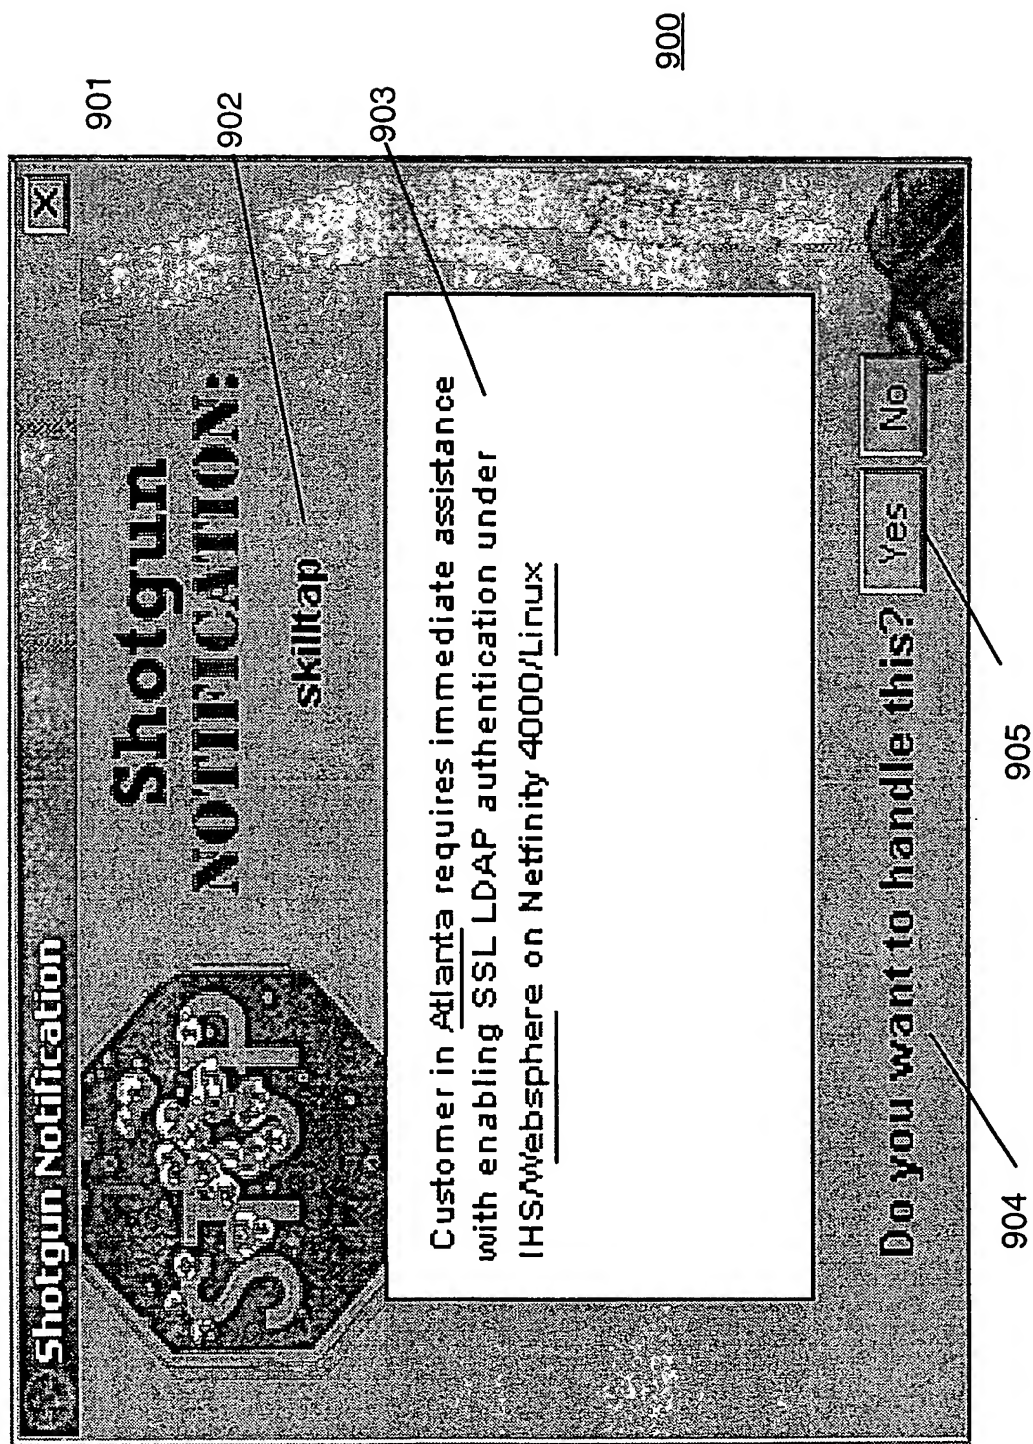 900
901
902
903
Shotgun Notification
X
STOP
Shotgun
NOTIFICATION:
skilltap
Customer in Atlanta requires immediate assistance
with enabling SSL LDAP authentication under
IHS/Websphere on Netfinity 4000/Linux
Do you want to handle this? Yes No
904
905